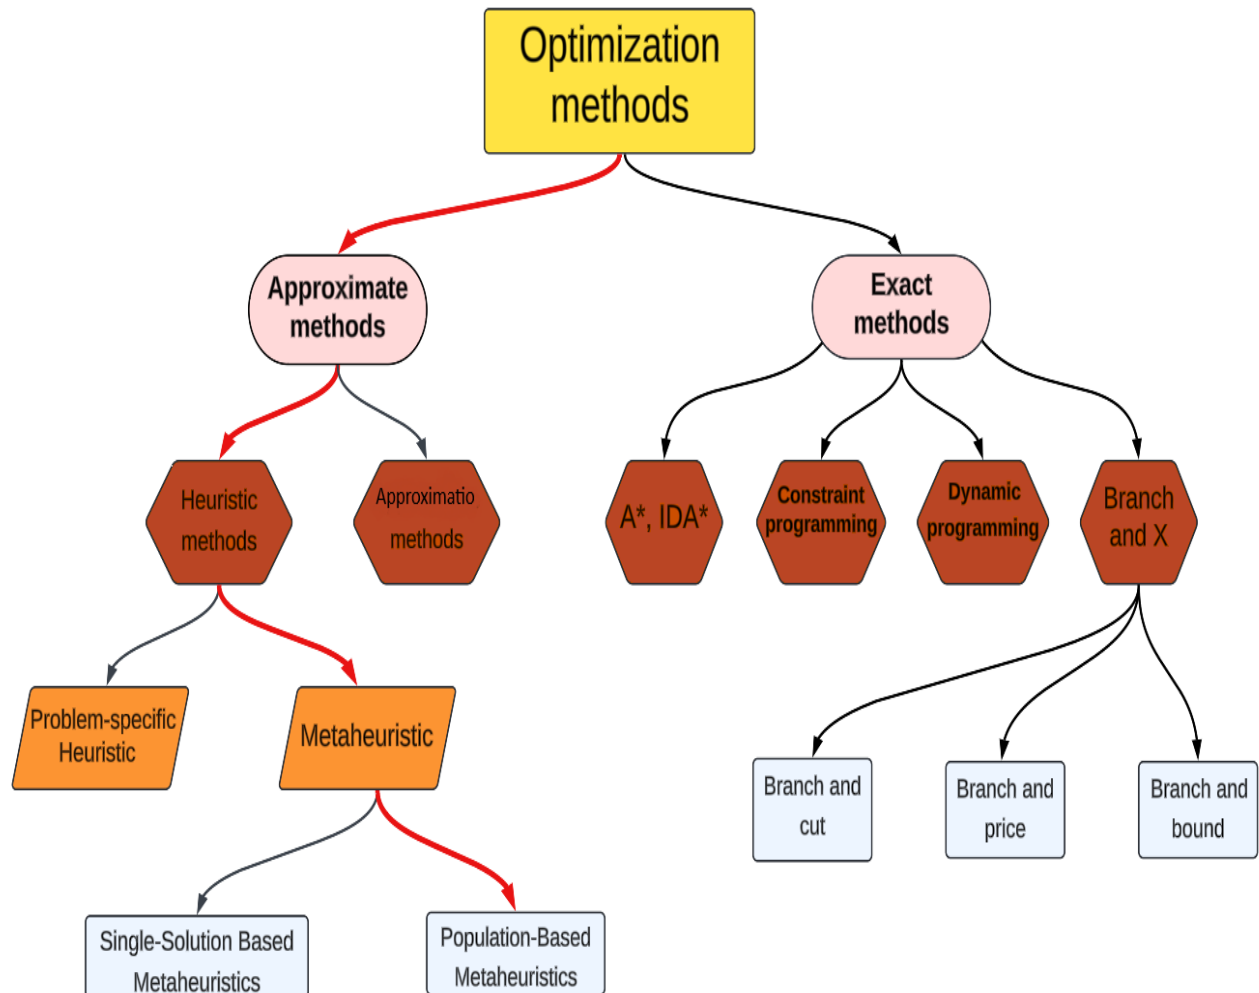 Optimization
methods
Approximate
methods
Exact
methods
Heuristic
methods
Approximatio
methods
A*, IDA*
Constraint
programming
Dynamic
programming
Branch
and X
Problem-specific
Heuristic
Metaheuristic
Branch and
cut
Branch and
price
Branch and
bound
Single-Solution Based
Metaheuristics
Population-Based
Metaheuristics